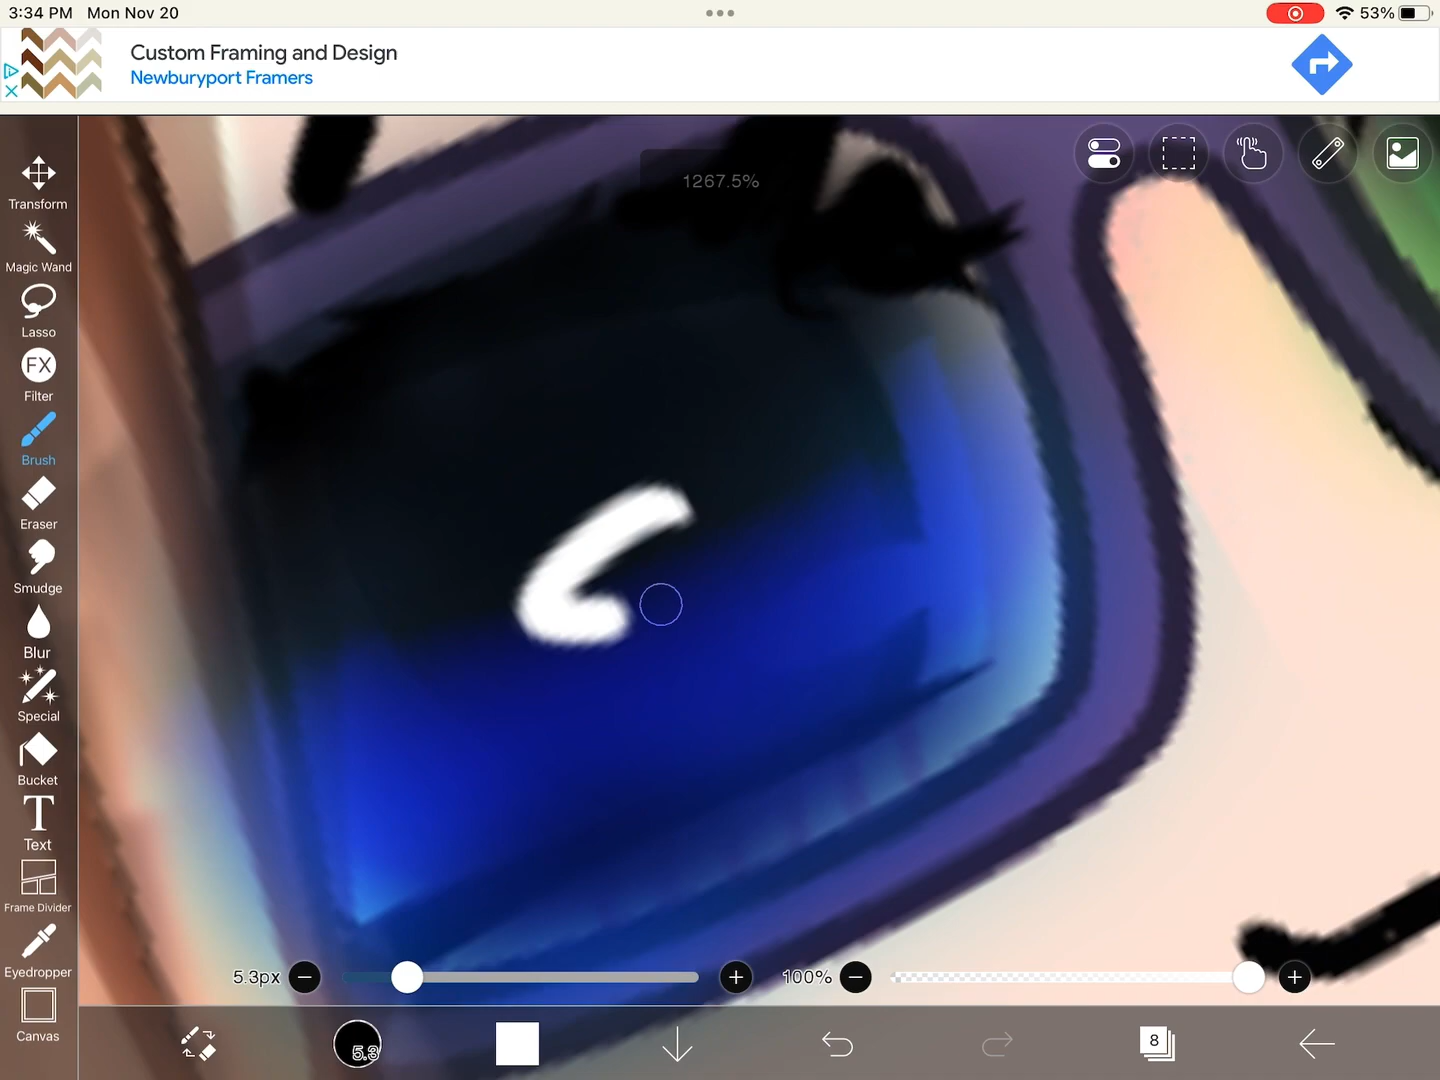 3:34 PM Mon Nov 20
53%
Custom Framing and Design
Newburyport Framers
1267.5%
Transform
Magic Wand
Lasso
FX
Filter
Brush
Eraser
Smudge
Blur
Special
Bucket
T
Text
Frame Divider
Eyedropper
Canvas
5.3px
100%
5.3
8